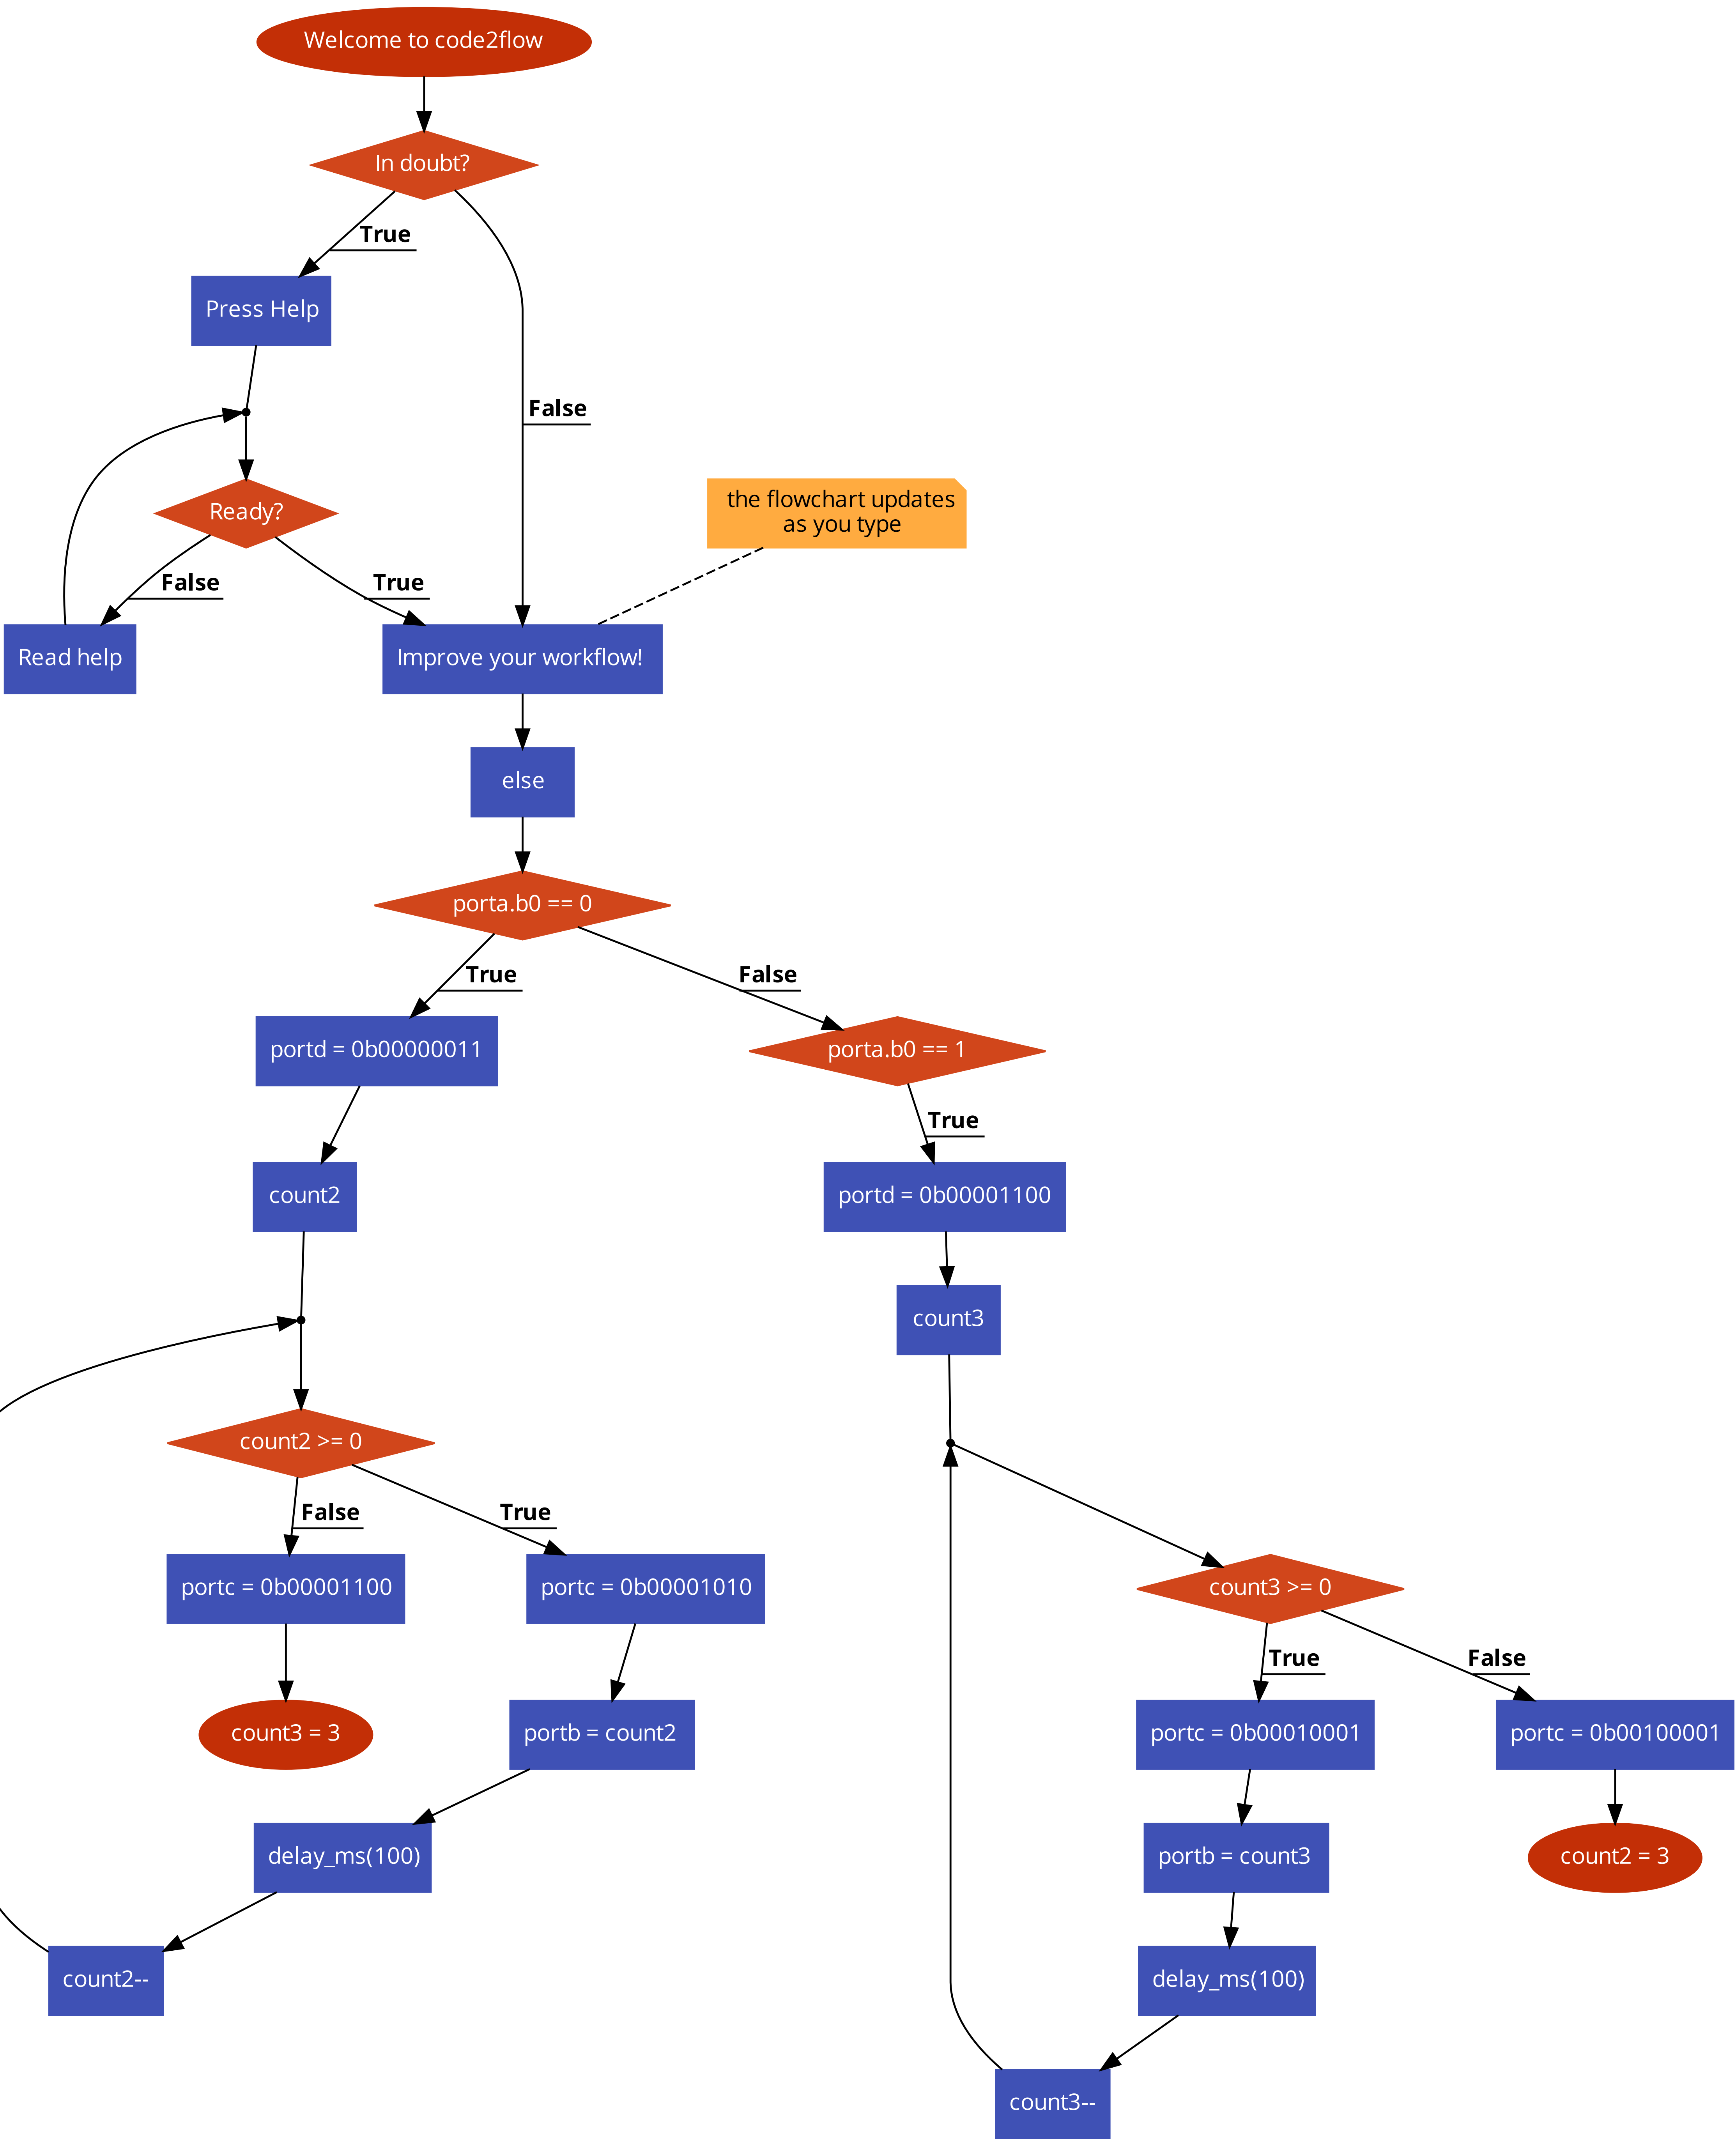 Welcome to code2flow
In doubt?
True
Press Help
False
the flowchart updates
as you type
Ready?
False
True
Read help
Improve your workflow!
else
porta.b0 == 0
True
False
portd = 0b00000011
porta.b0 == 1
True
count2
portd = 0b00001100
count3
count2 >= 0
False
True
portc = 0b00001100
portc = 0b00001010
count3 >= 0
True
False
count3 = 3
portb = count2
portc = 0b00010001
portc = 0b00100001
delay_ms(100)
portb = count3
count2 = 3
count2--
delay_ms(100)
count3--